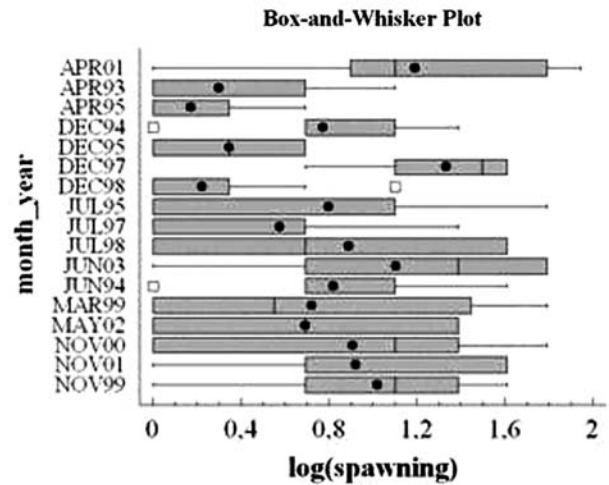 Box-and-Whisker Plot
month_year
APR01
APR93
APR95
DEC94
DEC95
DEC97
DEC98
JUL95
JUL97
JUL98
JUN03
JUN94
MAR99
MAY02
NOV00
NOV01
NOV99
0 0,4 0,8 1,2 1,6 2
log(spawning)